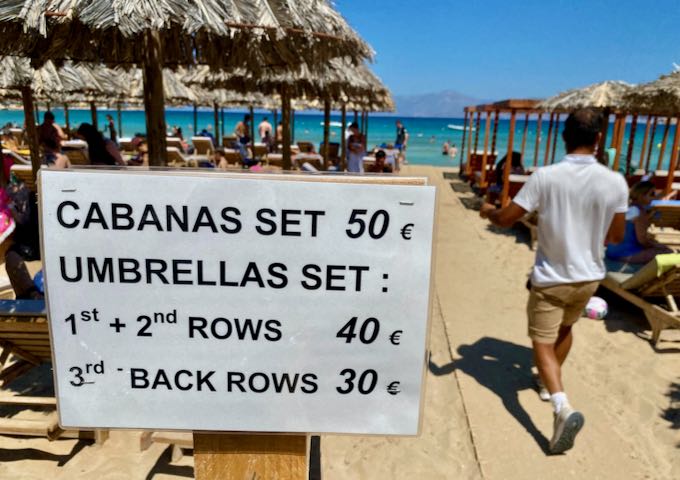 CABANAS SET 50 €
UMBRELLAS SET :
1st + 2nd ROWS 40 €
3rd - BACK ROWS 30 €